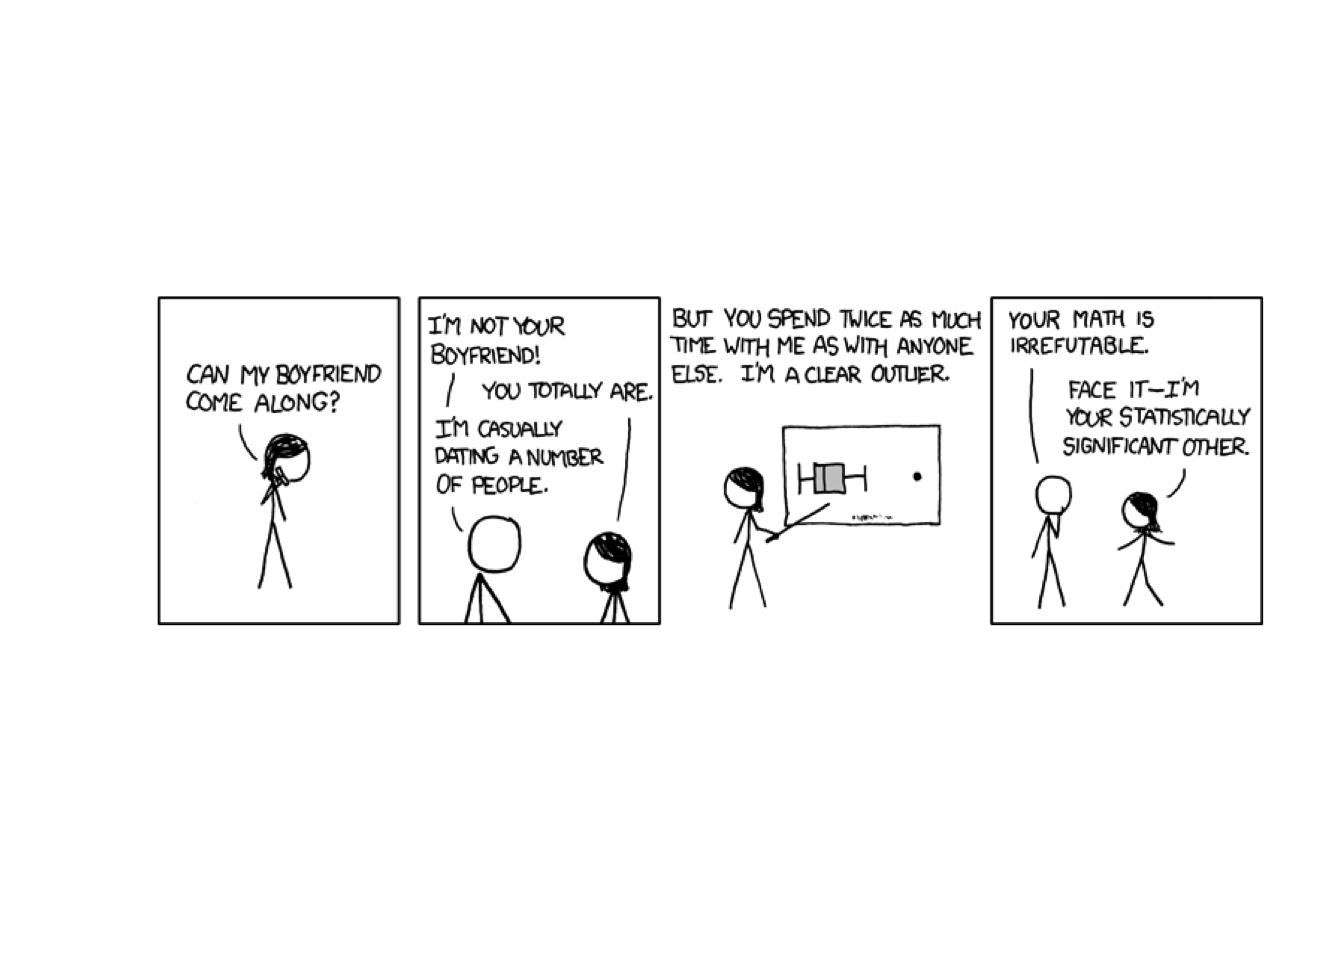 CAN MY BOYFRIEND
COME ALONG?
I'M NOT YOUR
BOYFRIEND!
YOU TOTALLY ARE.
I'M CASUALLY
DATING A NUMBER
OF PEOPLE.
BUT YOU SPEND TWICE AS MUCH
TIME WITH ME AS WITH ANYONE
ELSE. I'M A CLEAR OUTLIER.
YOUR MATH IS
IRREFUTABLE.
FACE IT—I'M
YOUR STATISTICALLY
SIGNIFICANT OTHER.